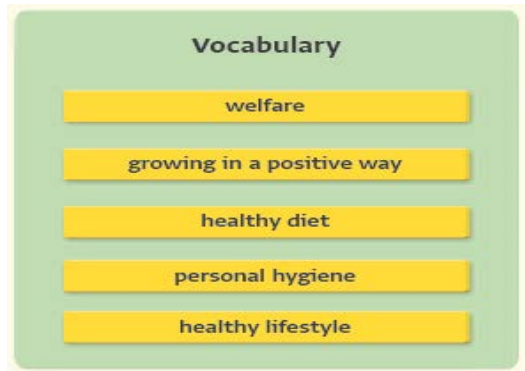 Vocabulary
welfare
growing in a positive way
healthy diet
personal hygiene
healthy lifestyle